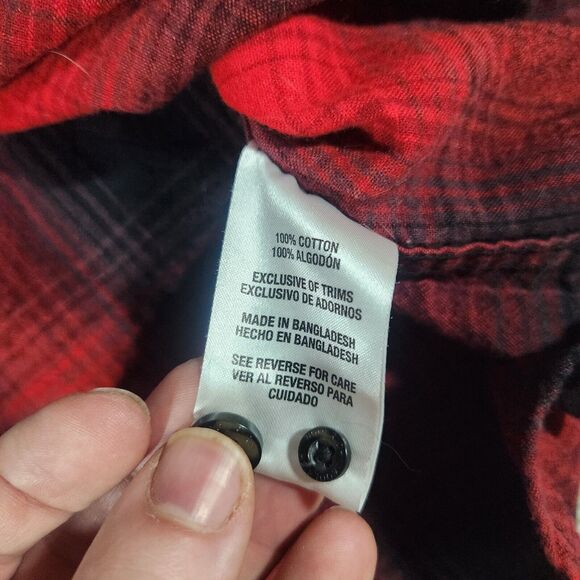 100% COTTON
100% ALGODÓN
EXCLUSIVE OF TRIMS
EXCLUSIVO DE ADORNOS
MADE IN BANGLADESH
HECHO EN BANGLADESH
SEE REVERSE FOR CARE
VER AL REVERSO PARA
CUIDADO